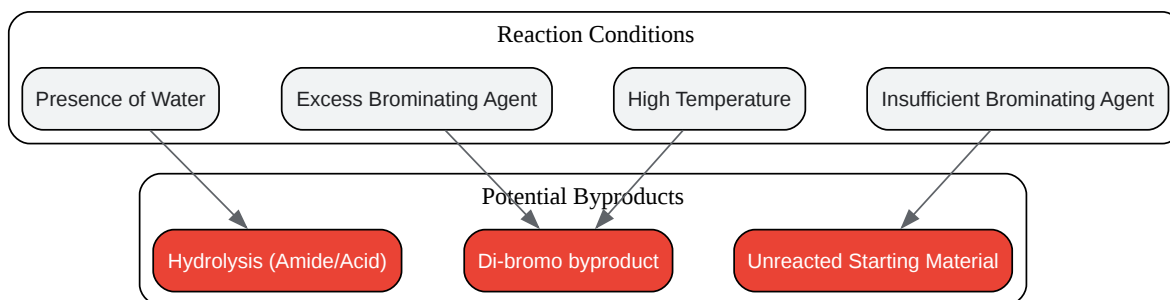 Reaction Conditions
Presence of Water
Excess Brominating Agent
High Temperature
Insufficient Brominating Agent
Potential Byproducts
Hydrolysis (Amide/Acid)
Di-bromo byproduct
Unreacted Starting Material